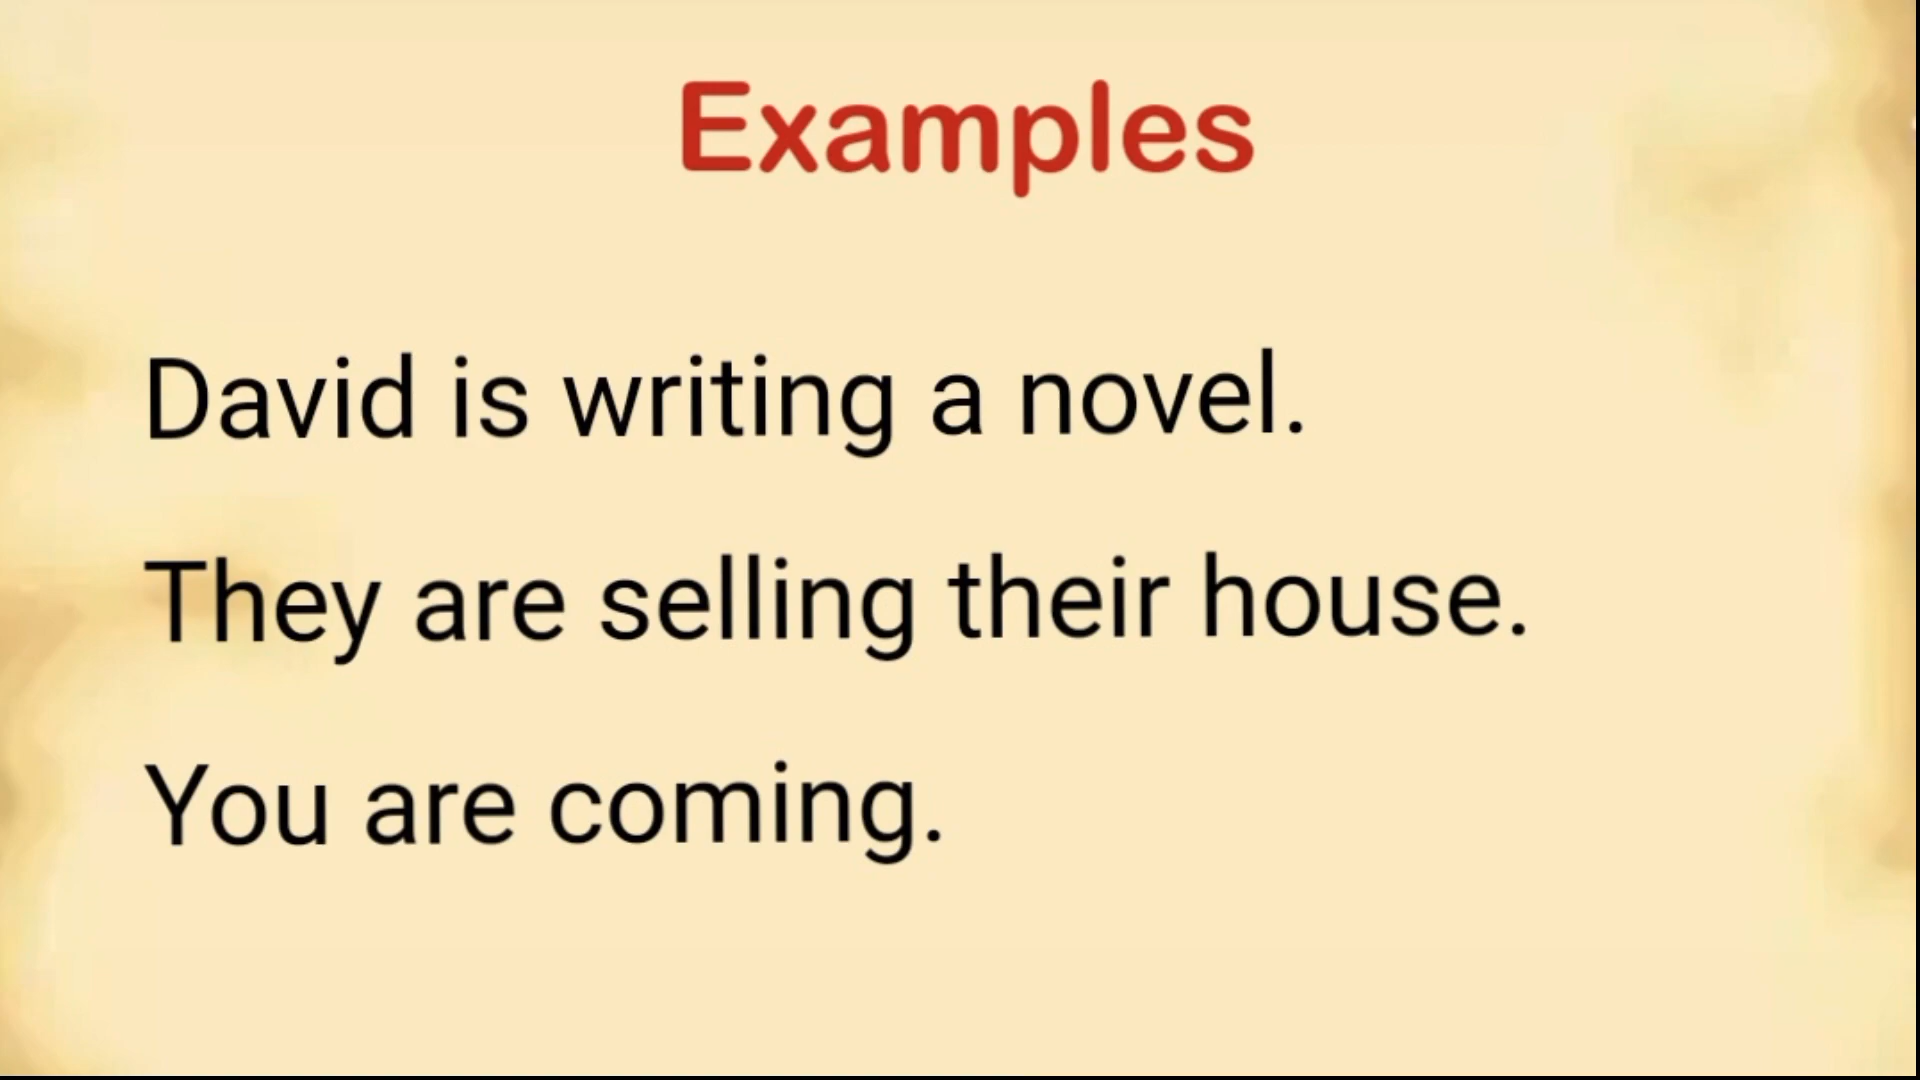 Examples
David is writing a novel.
They are selling their house.
You are coming.